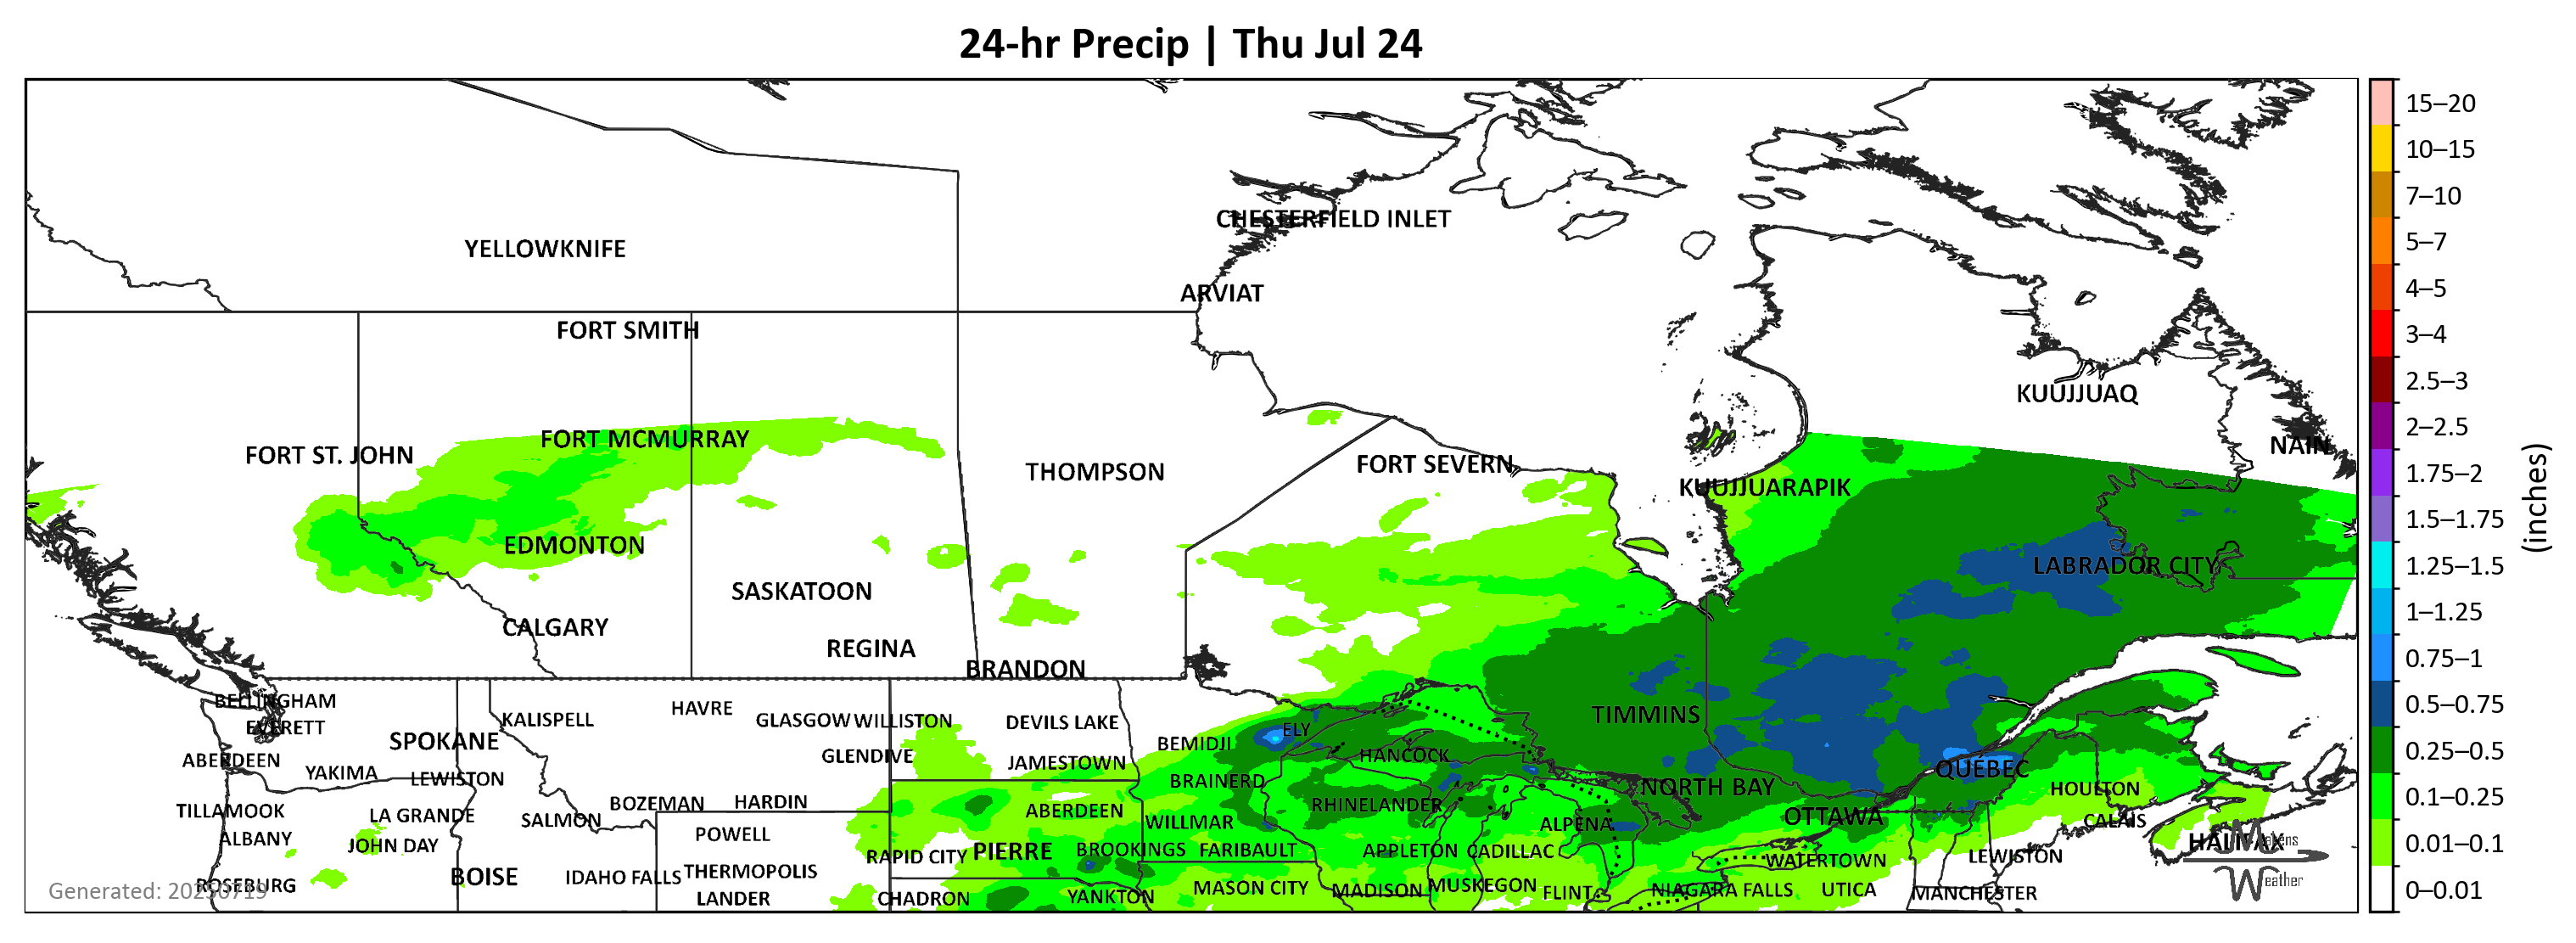 24-hr Precip | Thu Jul 24
CHESTERFIELD INLET
YELLOWKNIFE
ARVIAT
FORT SMITH
KUUJJUAQ
FORT MCMURRAY
NAIN
FORT ST. JOHN
FORT SEVERN
THOMPSON
KUUJJUARAPIK
EDMONTON
LABRADOR CITY
SASKATOON
CALGARY
REGINA
BRANDON
BELLINGHAM
HAVRE
KALISPELL
GLASGOW
WILLISTON
DEVILS LAKE
TIMMINS
EVERETT
ELY
SPOKANE
BEMIDJI
GLENDIVE
HANCOCK
ABERDEEN
JAMESTOWN
QUÉBEC
YAKIMA
LEWISTON
BRAINERD
NORTH BAY
HOULTON
BOZEMAN
HARDIN
RHINELANDER
TILLAMOOK
LA GRANDE
SALMON
ABERDEEN
OTTAWA
WILLMAR
ALPENA
CALAIS
POWELL
ALBANY
JOHN DAY
HALIFAX
RAPID CITY
PIERRE
BROOKINGS
FARIBAULT
APPLETON
CADILLAC
WATERTOWN
LEWISTON
BOISE
IDAHO FALLS
THERMOPOLIS
ROSEBURG
MASON CITY
MADISON
MUSKEGON
FLINT
NIAGARA FALLS
UTICA
MANCHESTER
LANDER
CHADRON
YANKTON
Generated: 20250719
Weather
15–20
10–15
7–10
5–7
4–5
3–4
2.5–3
2–2.5
1.75–2
1.5–1.75
1.25–1.5
1–1.25
0.75–1
0.5–0.75
0.25–0.5
0.1–0.25
0.01–0.1
0–0.01
(inches)